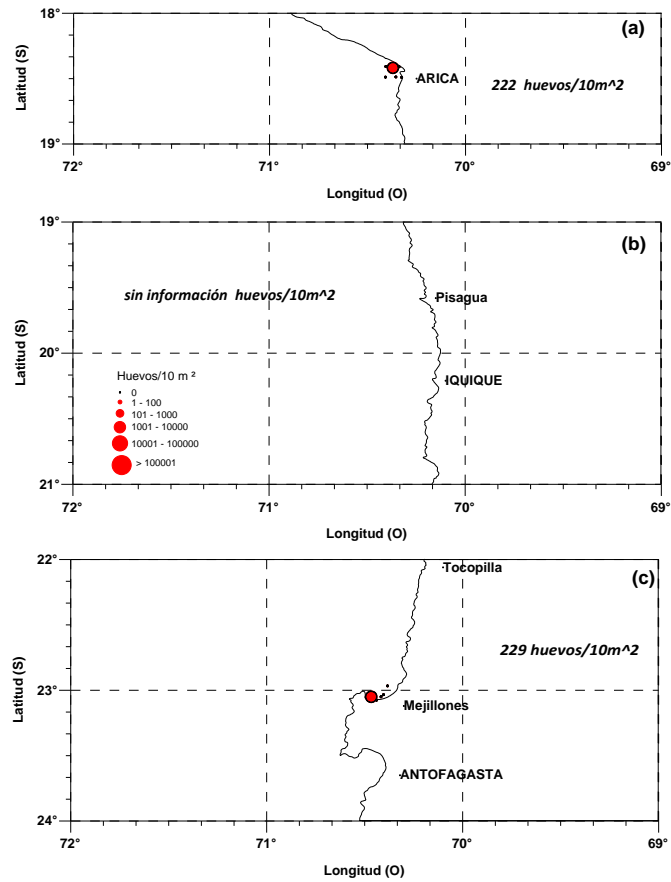 18°
(a)
Latitud (S)
ARICA
222 huevos/10m^2
19°
72 71 70 69°
Longitud (O)
19°
(b)
sin información huevos/10m^2
Pisagua
Latitud (S)
20°
IQUIQUE
Huevos/10 m ²
0
1 - 100
101 - 1000
1001 - 10000
10001 - 100000
> 100001
21°
72° 71° 70° 69°
Longitud (O)
22°
Tocopilla
(c)
229 huevos/10m^2
Latitud (S)
23°
Mejillones
ANTOFAGASTA
24°
72° 71° 70° 69°
Longitud (O)